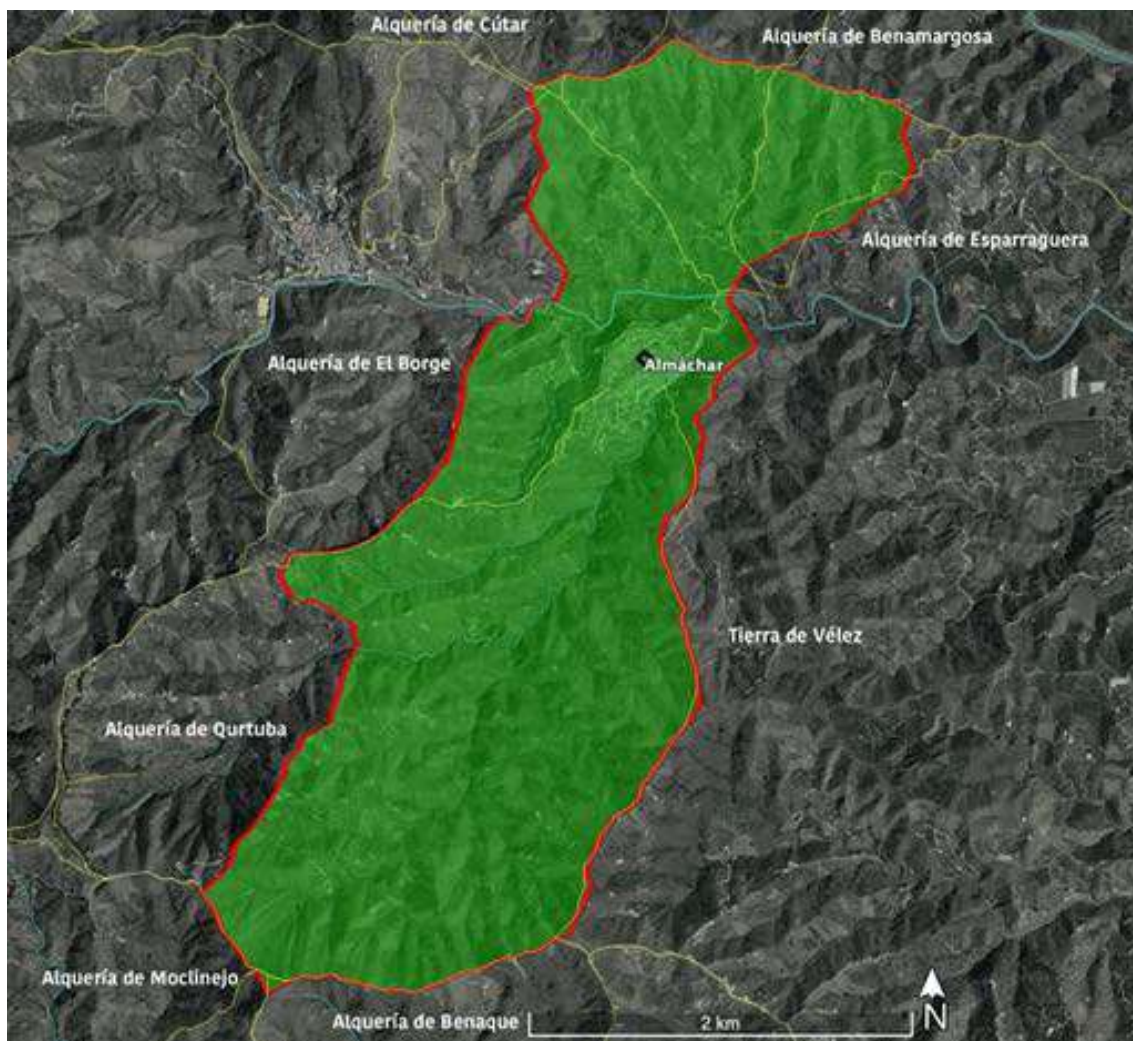 Alquería de Cútar
Alquería de Benamargosa
Alquería de Esparraguera
Alquería de El Borge
Almáchar
Tierra de Vélez
Alquería de Qurtuba
Alquería de Moclinejo
Alquería de Benaque
2 km
N